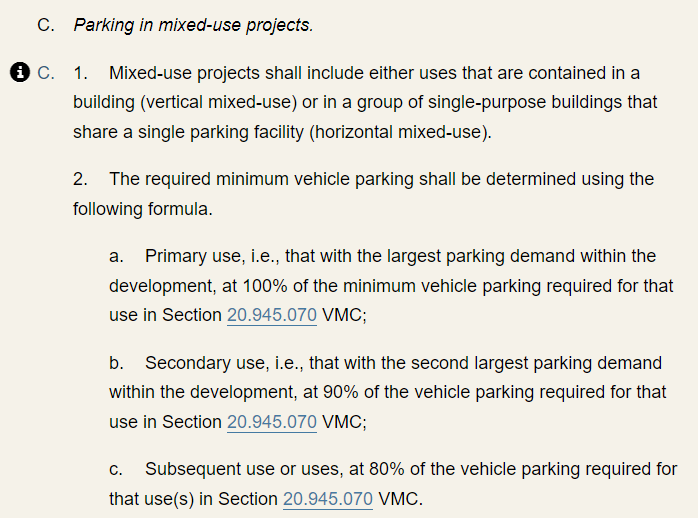 C. Parking in mixed-use projects.
C. 1. Mixed-use projects shall include either uses that are contained in a
building (vertical mixed-use) or in a group of single-purpose buildings that
share a single parking facility (horizontal mixed-use).
2. The required minimum vehicle parking shall be determined using the
following formula.
a. Primary use, i.e., that with the largest parking demand within the
development, at 100% of the minimum vehicle parking required for that
use in Section 20.945.070 VMC;
b. Secondary use, i.e., that with the second largest parking demand
within the development, at 90% of the vehicle parking required for that
use in Section 20.945.070 VMC;
c. Subsequent use or uses, at 80% of the vehicle parking required for
that use(s) in Section 20.945.070 VMC.